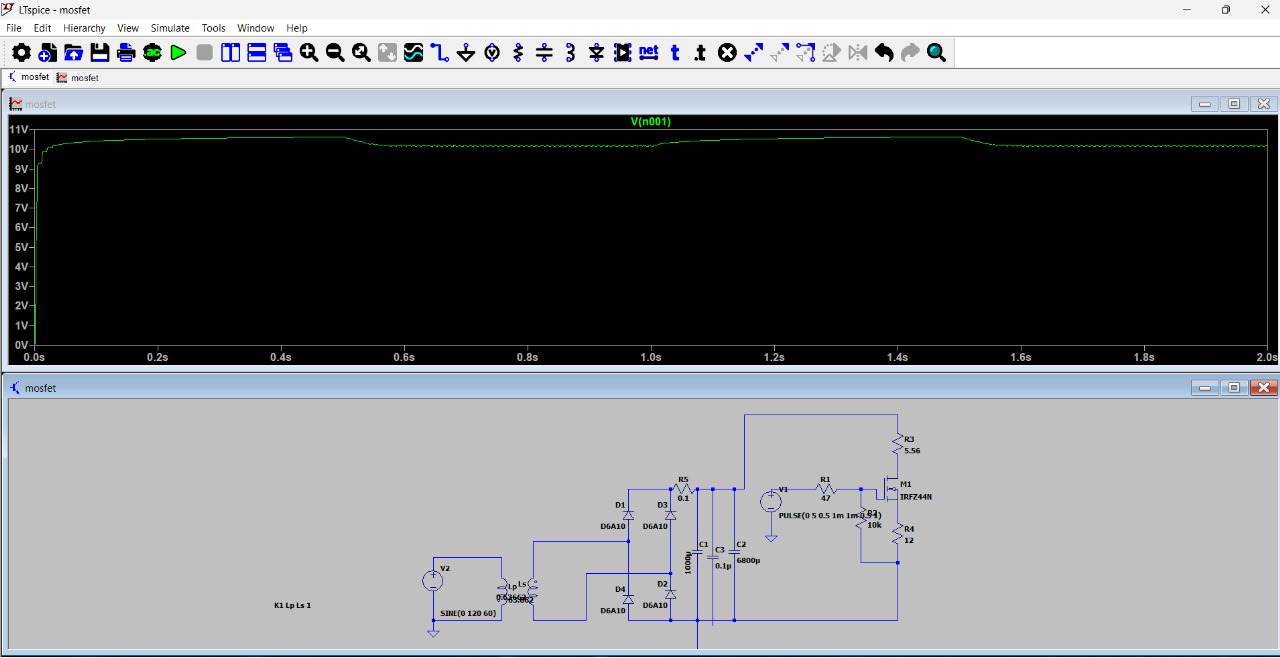 LTspice - mosfet
File Edit Hierarchy View Simulate Tools Window Help
.ac net t .t
mosfet mosfet
mosfet
V(n001)
11V
10V
9V
8V
7V
6V
5V
4V
3V
2V
1V
0V
0.0s 0.2s 0.4s 0.6s 0.8s 1.0s 1.2s 1.4s 1.6s 1.8s 2.0s
mosfet
R3
5.56
R5
0.1
V1
R1
47
M1
IRFZ44N
D1
D6A10
D3
D6A10
PULSE(0 5 0.5 1m 1m 0.5 1)
R2
10k
R4
12
C1
1000µ
C3
0.1µ
C2
6800µ
V2
SINE(0 120 60)
Lp
Ls
D4
D6A10
D2
D6A10
K1 Lp Ls 1